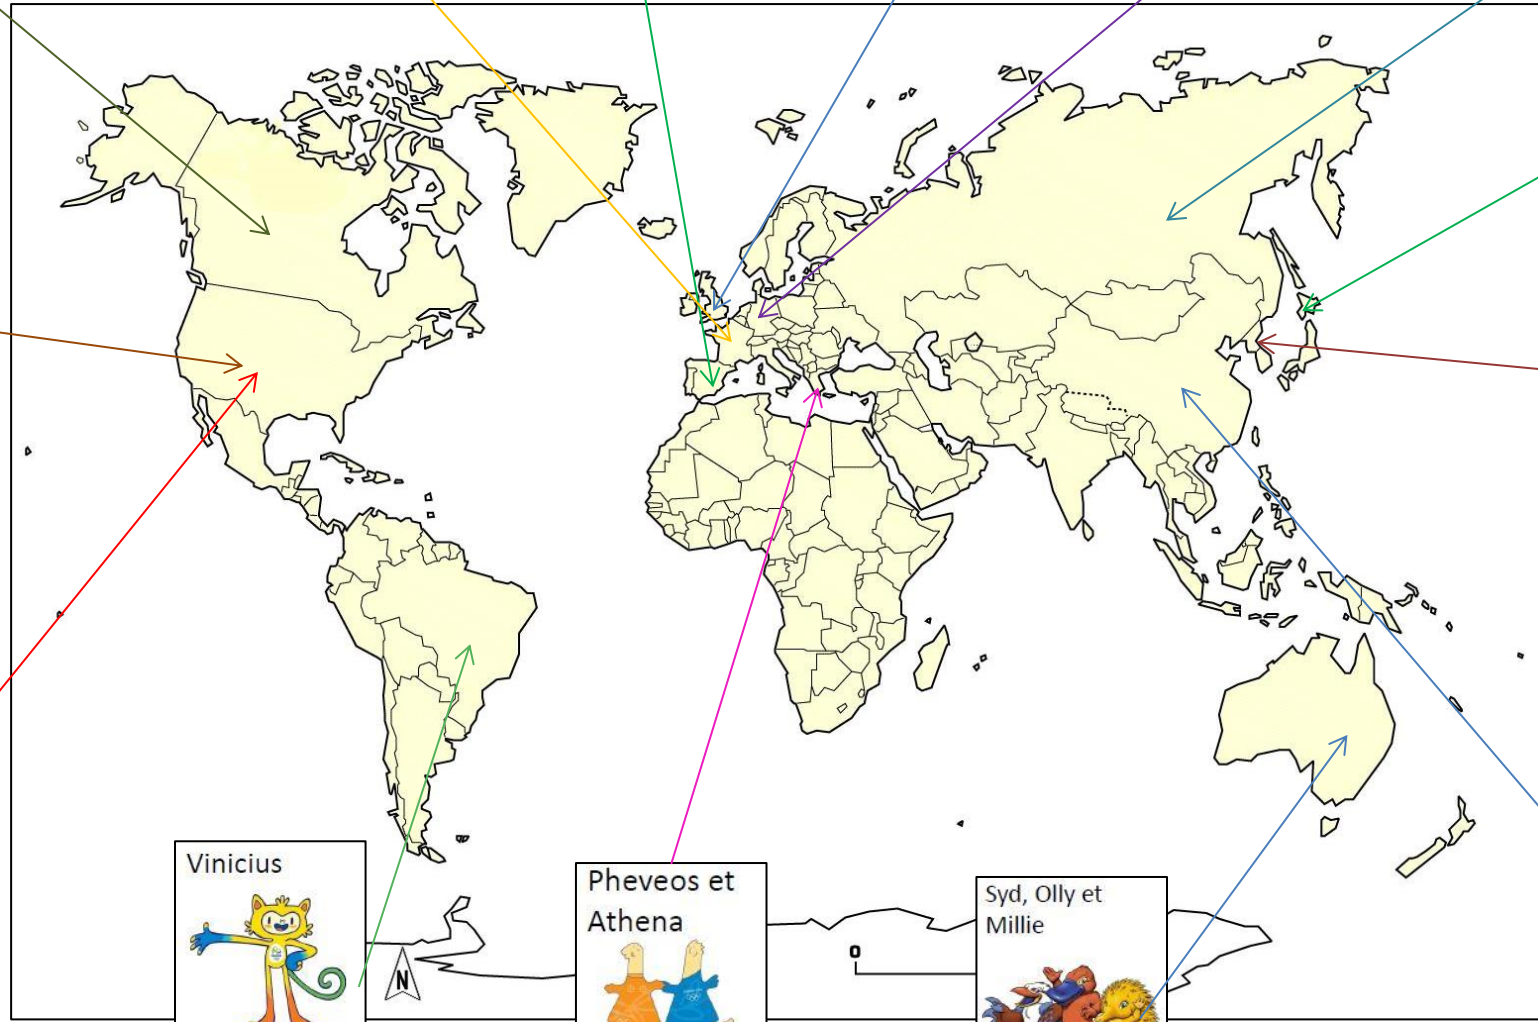 Vinicius
Pheveos et
Athena
Syd, Olly et
Millie
0
N